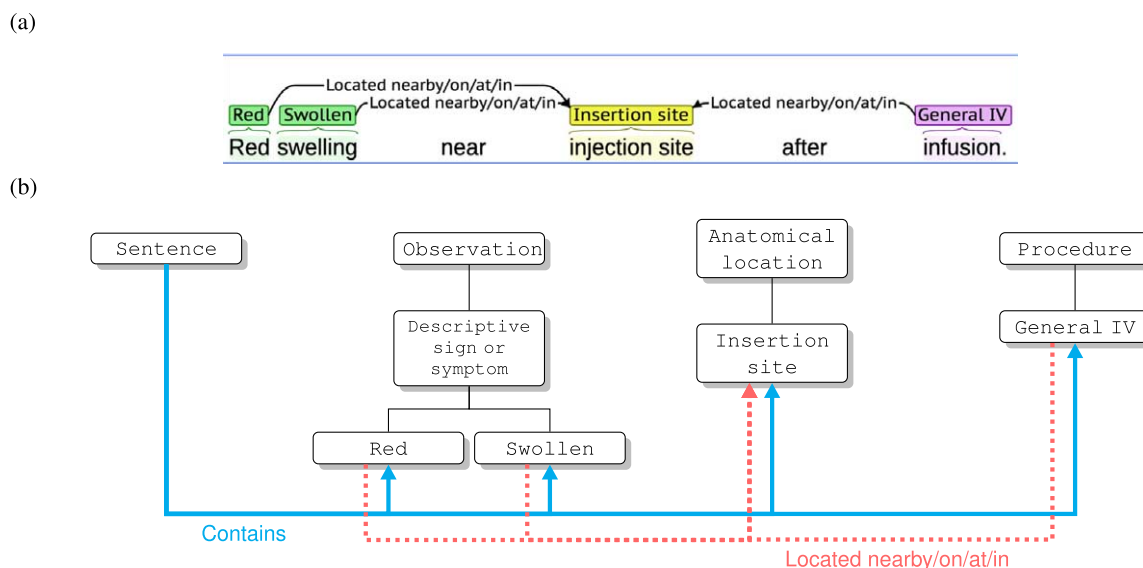 (a)
Located nearby/on/at/in
Located nearby/on/at/in Located nearby/on/at/in
Red Swollen Insertion site General IV
Red swelling near injection site after infusion.
(b)
Sentence Observation Anatomical location Procedure
Descriptive sign or symptom
Insertion site
General IV
Red Swollen
Contains
Located nearby/on/at/in